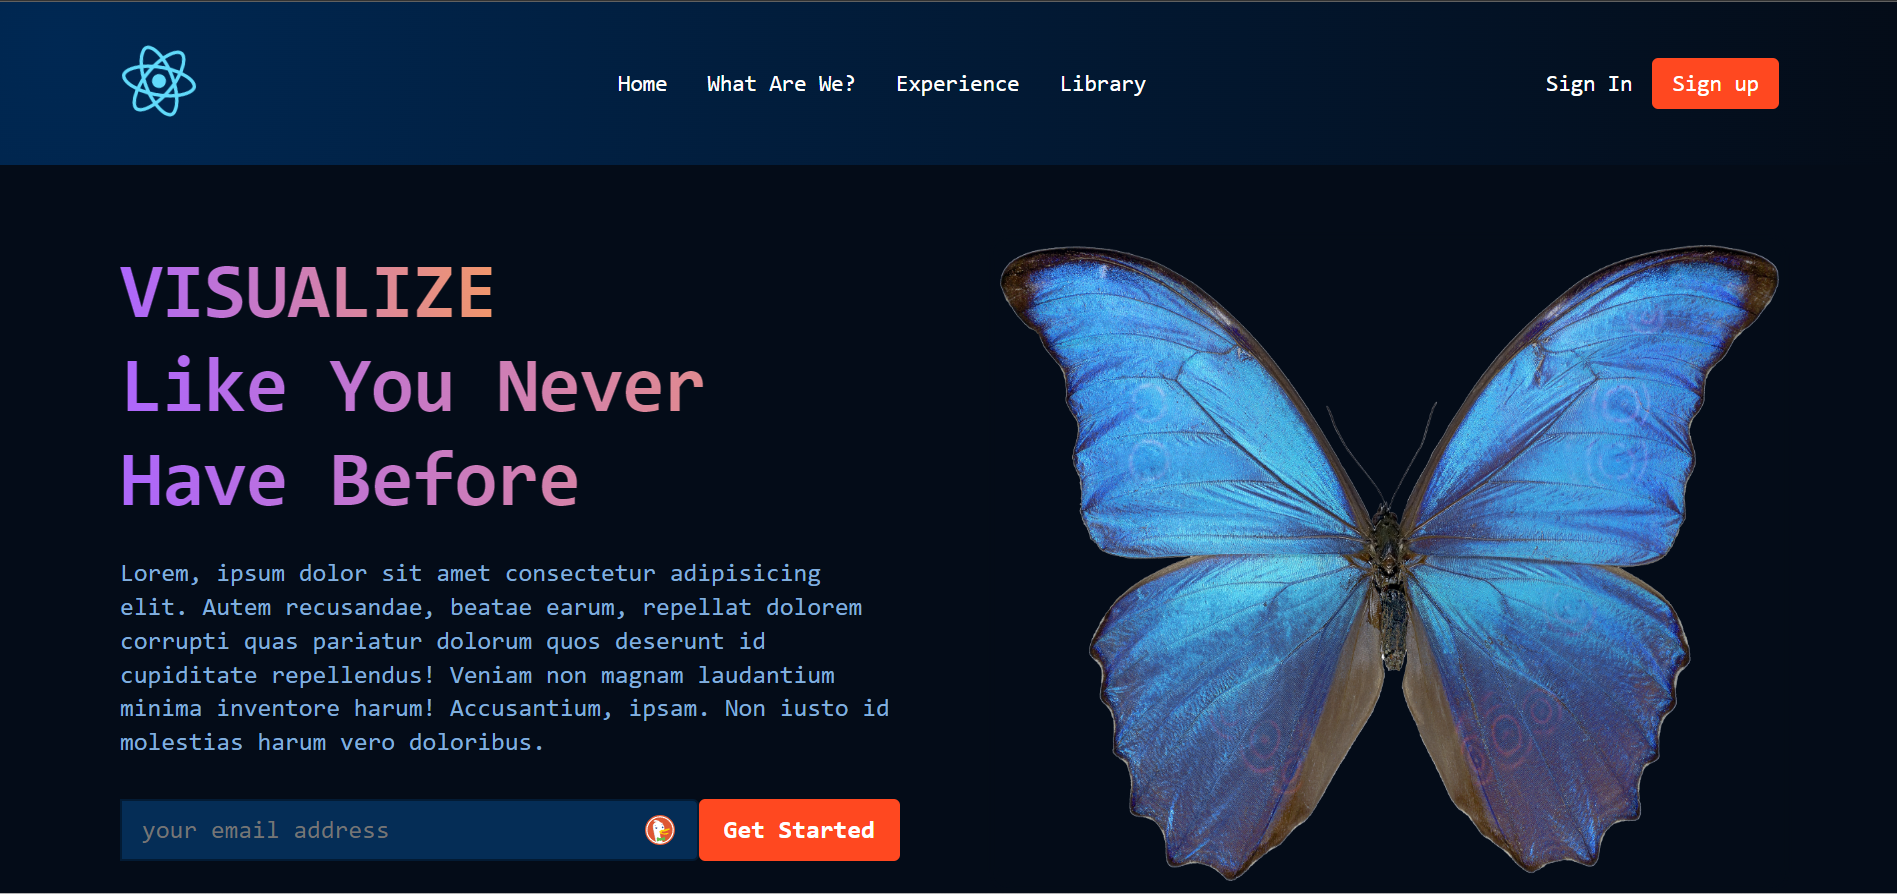 Home What Are We? Experience Library Sign In Sign up
VISUALIZE
Like You Never
Have Before
Lorem, ipsum dolor sit amet consectetur adipisicing
elit. Autem recusandae, beatae earum, repellat dolorem
corrupti quas pariatur dolorum quos deserunt id
cupiditate repellendus! Veniam non magnam laudantium
minima inventore harum! Accusantium, ipsam. Non iusto id
molestias harum vero doloribus.
your email address Get Started